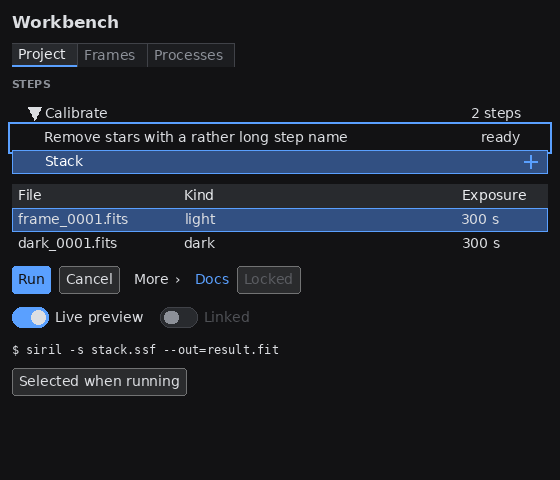 Workbench
Project Frames Processes
STEPS
Calibrate 2 steps
Remove stars with a rather long step name ready
Stack +
File Kind Exposure
frame_0001.fits light 300 s
dark_0001.fits dark 300 s
Run Cancel More › Docs Locked
Live preview Linked
$ siril -s stack.ssf --out=result.fit
Selected when running